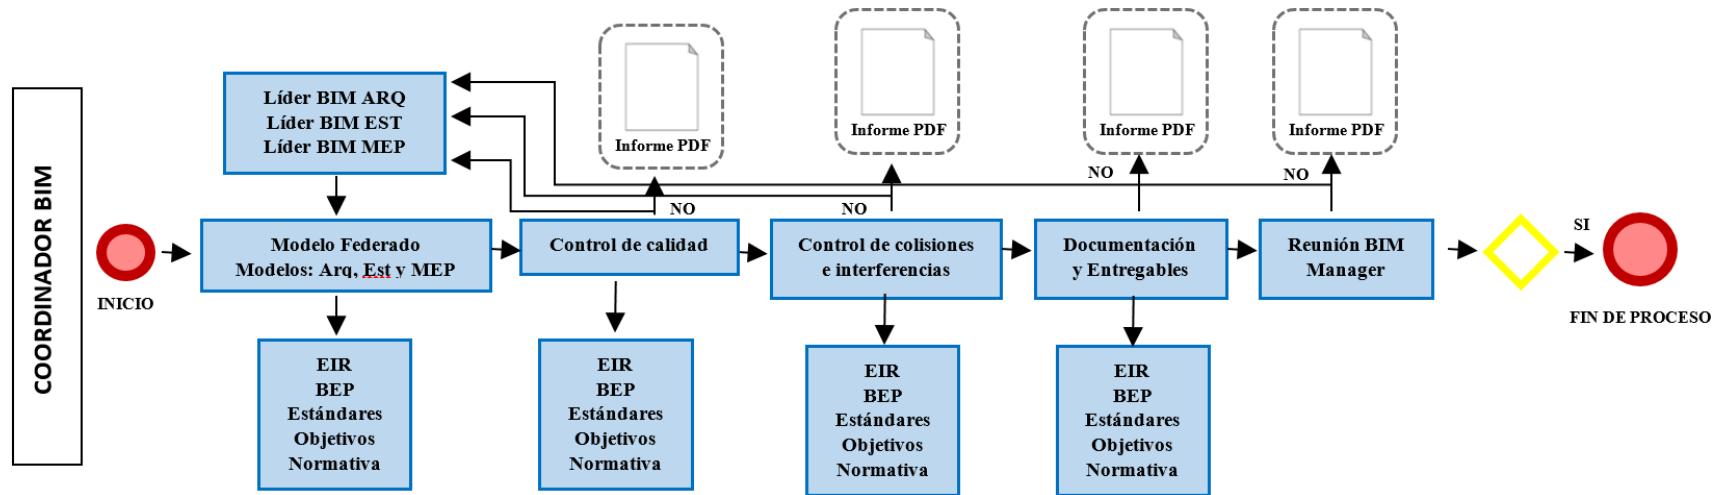 COORDINADOR BIM
INICIO
Líder BIM ARQ
Líder BIM EST
Líder BIM MEP
Modelo Federado
Modelos: Arq, Est y MEP
EIR
BEP
Estándares
Objetivos
Normativa
Informe PDF
NO
Control de calidad
EIR
BEP
Estándares
Objetivos
Normativa
Informe PDF
NO
Control de colisiones
e interferencias
EIR
BEP
Estándares
Objetivos
Normativa
Informe PDF
NO
Documentación
y Entregables
EIR
BEP
Estándares
Objetivos
Normativa
Informe PDF
NO
Reunión BIM
Manager
SI
FIN DE PROCESO